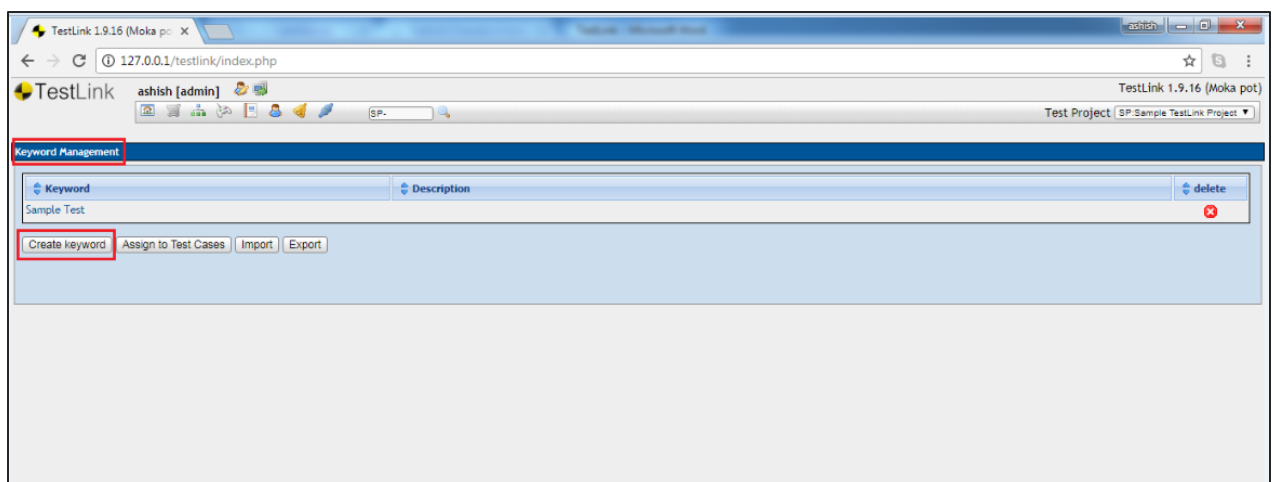 TestLink 1.9.16 (Moka po
ashish
127.0.0.1/testlink/index.php
TestLink ashish [admin] TestLink 1.9.16 (Moka pot)
SP- Test Project SP:Sample TestLink Project
Keyword Management
Keyword Description delete
Sample Test
Create keyword Assign to Test Cases Import Export